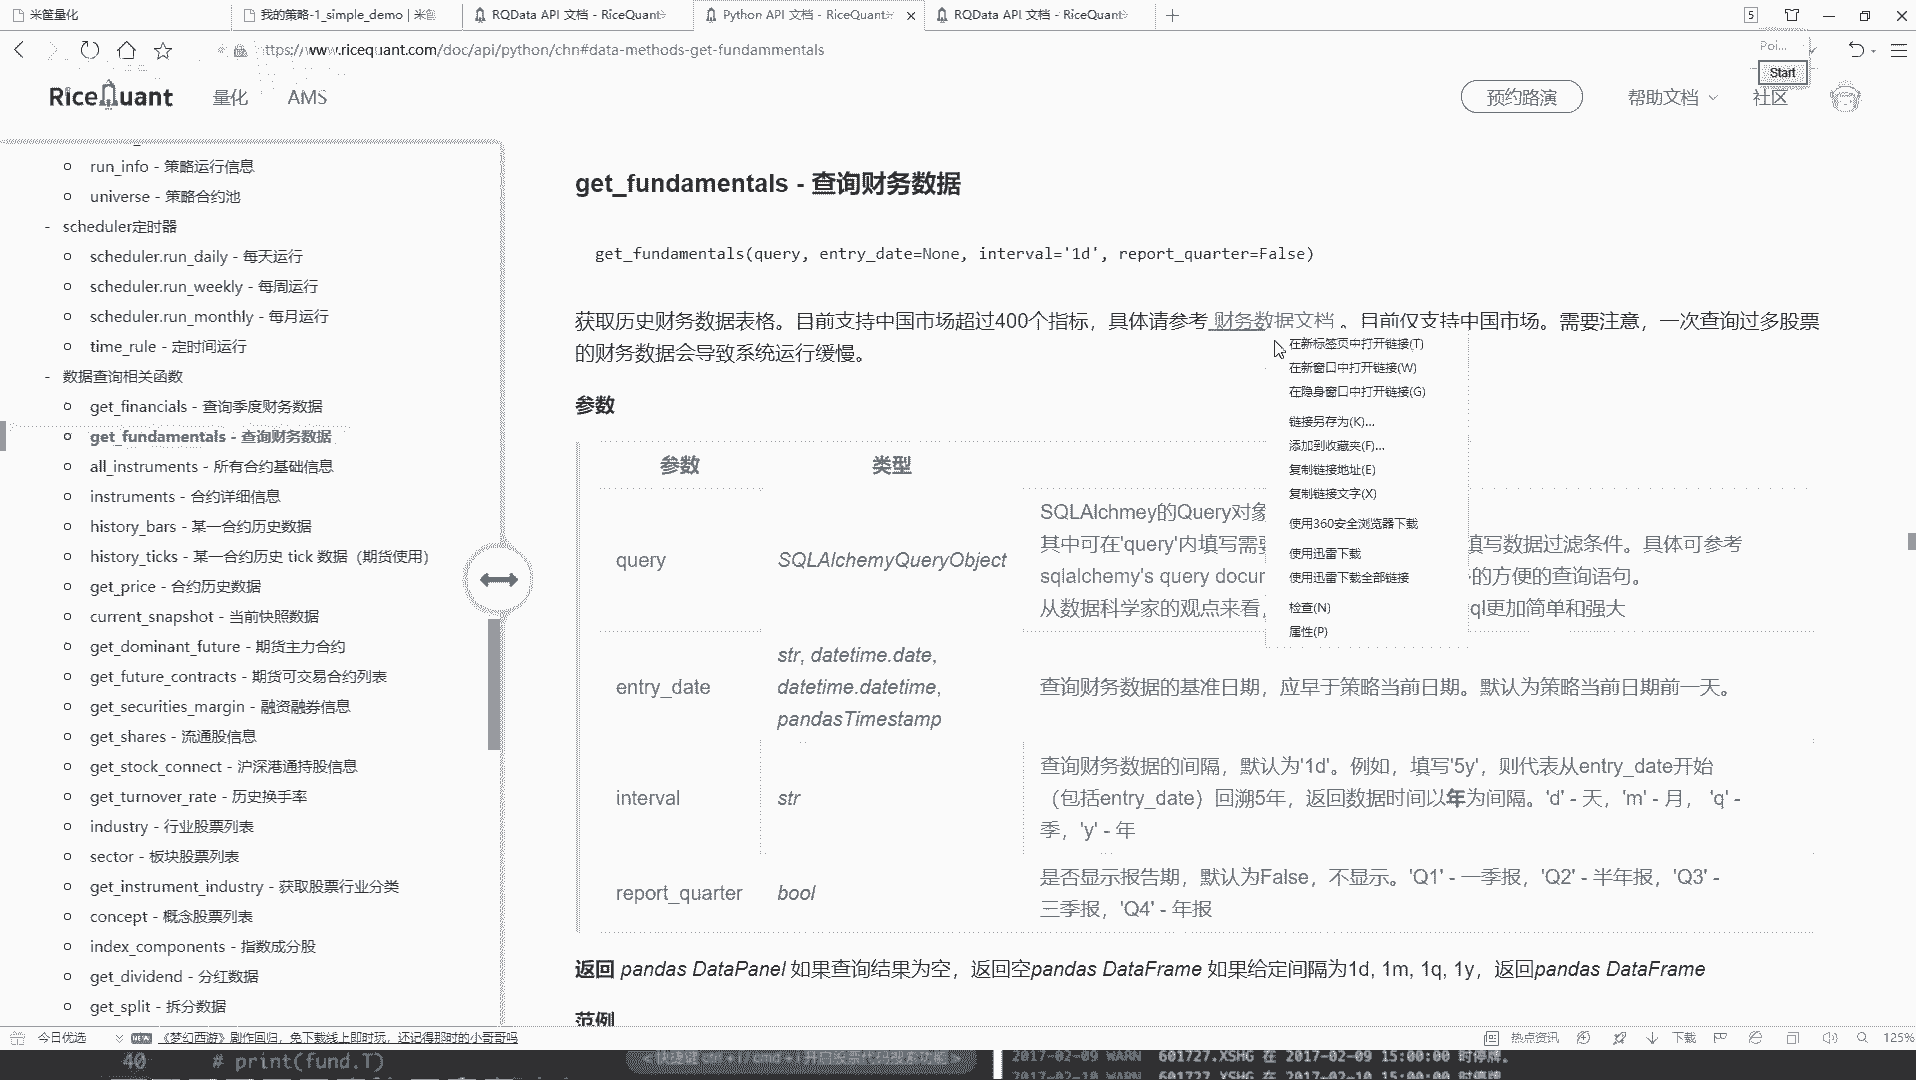 米筐量化
我的策略-1_simple_demo | 米筐
RQData API 文档 - RiceQuant
Python API 文档 - RiceQuant
RQData API 文档 - RiceQuant
5
ttps://www.ricequant.com/doc/api/python/chn#data-methods-get-fundammentals
Poi...
Start
RiceQuant
量化
AMS
预约路演
帮助文档
社区
run_info - 策略运行信息
universe - 策略合约池
- scheduler定时器
scheduler.run_daily - 每天运行
scheduler.run_weekly - 每周运行
scheduler.run_monthly - 每月运行
time_rule - 定时间运行
- 数据查询相关函数
get_financials - 查询季度财务数据
get_fundamentals - 查询财务数据
all_instruments - 所有合约基础信息
instruments - 合约详细信息
history_bars - 某一合约历史数据
history_ticks - 某一合约历史 tick 数据（期货使用）
get_price - 合约历史数据
current_snapshot - 当前快照数据
get_dominant_future - 期货主力合约
get_future_contracts - 期货可交易合约列表
get_securities_margin - 融资融券信息
get_shares - 流通股信息
get_stock_connect - 沪深港通持股信息
get_turnover_rate - 历史换手率
industry - 行业股票列表
sector - 板块股票列表
get_instrument_industry - 获取股票行业分类
concept - 概念股票列表
index_components - 指数成分股
get_dividend - 分红数据
get_split - 拆分数据
get_fundamentals - 查询财务数据
get_fundamentals(query, entry_date=None, interval='1d', report_quarter=False)
获取历史财务数据表格。目前支持中国市场超过400个指标，具体请参考 财务数据文档 。目前仅支持中国市场。需要注意，一次查询过多股票
的财务数据会导致系统运行缓慢。
参数
参数 类型
query
SQLAlchemyQueryObject
SQLAlchmey的Query对象
其中可在'query'内填写需要 填写数据过滤条件。具体可参考
sqlalchemy's query docum 的方便的查询语句。
从数据科学家的观点来看， ql更加简单和强大
entry_date
str, datetime.date,
datetime.datetime,
pandasTimestamp
查询财务数据的基准日期，应早于策略当前日期。默认为策略当前日期前一天。
interval
str
查询财务数据的间隔，默认为'1d'。例如，填写'5y'，则代表从entry_date开始
（包括entry_date）回溯5年，返回数据时间以年为间隔。'd' - 天，'m' - 月， 'q' -
季，'y' - 年
report_quarter
bool
是否显示报告期，默认为False，不显示。'Q1' - 一季报，'Q2' - 半年报，'Q3' -
三季报，'Q4' - 年报
返回 pandas DataPanel 如果查询结果为空，返回空pandas DataFrame 如果给定间隔为1d, 1m, 1q, 1y，返回pandas DataFrame
范例
在新标签页中打开链接(T)
在新窗口中打开链接(W)
在隐身窗口中打开链接(G)
链接另存为(K)...
添加到收藏夹(F)...
复制链接地址(E)
复制链接文字(X)
使用360安全浏览器下载
使用迅雷下载
使用迅雷下载全部链接
检查(N)
属性(P)
今日优选
NEW
《梦幻西游》剧作回归，免下载线上即时玩，还记得那时的小哥哥吗
热点资讯
下载
125%
40 # print(fund.T)
2017-02-09 WARN 601727.XSHG 在 2017-02-09 15:00:00 时停牌。
2017-02-10 WARN 601727.XSHG 在 2017-02-10 15:00:00 时停牌。